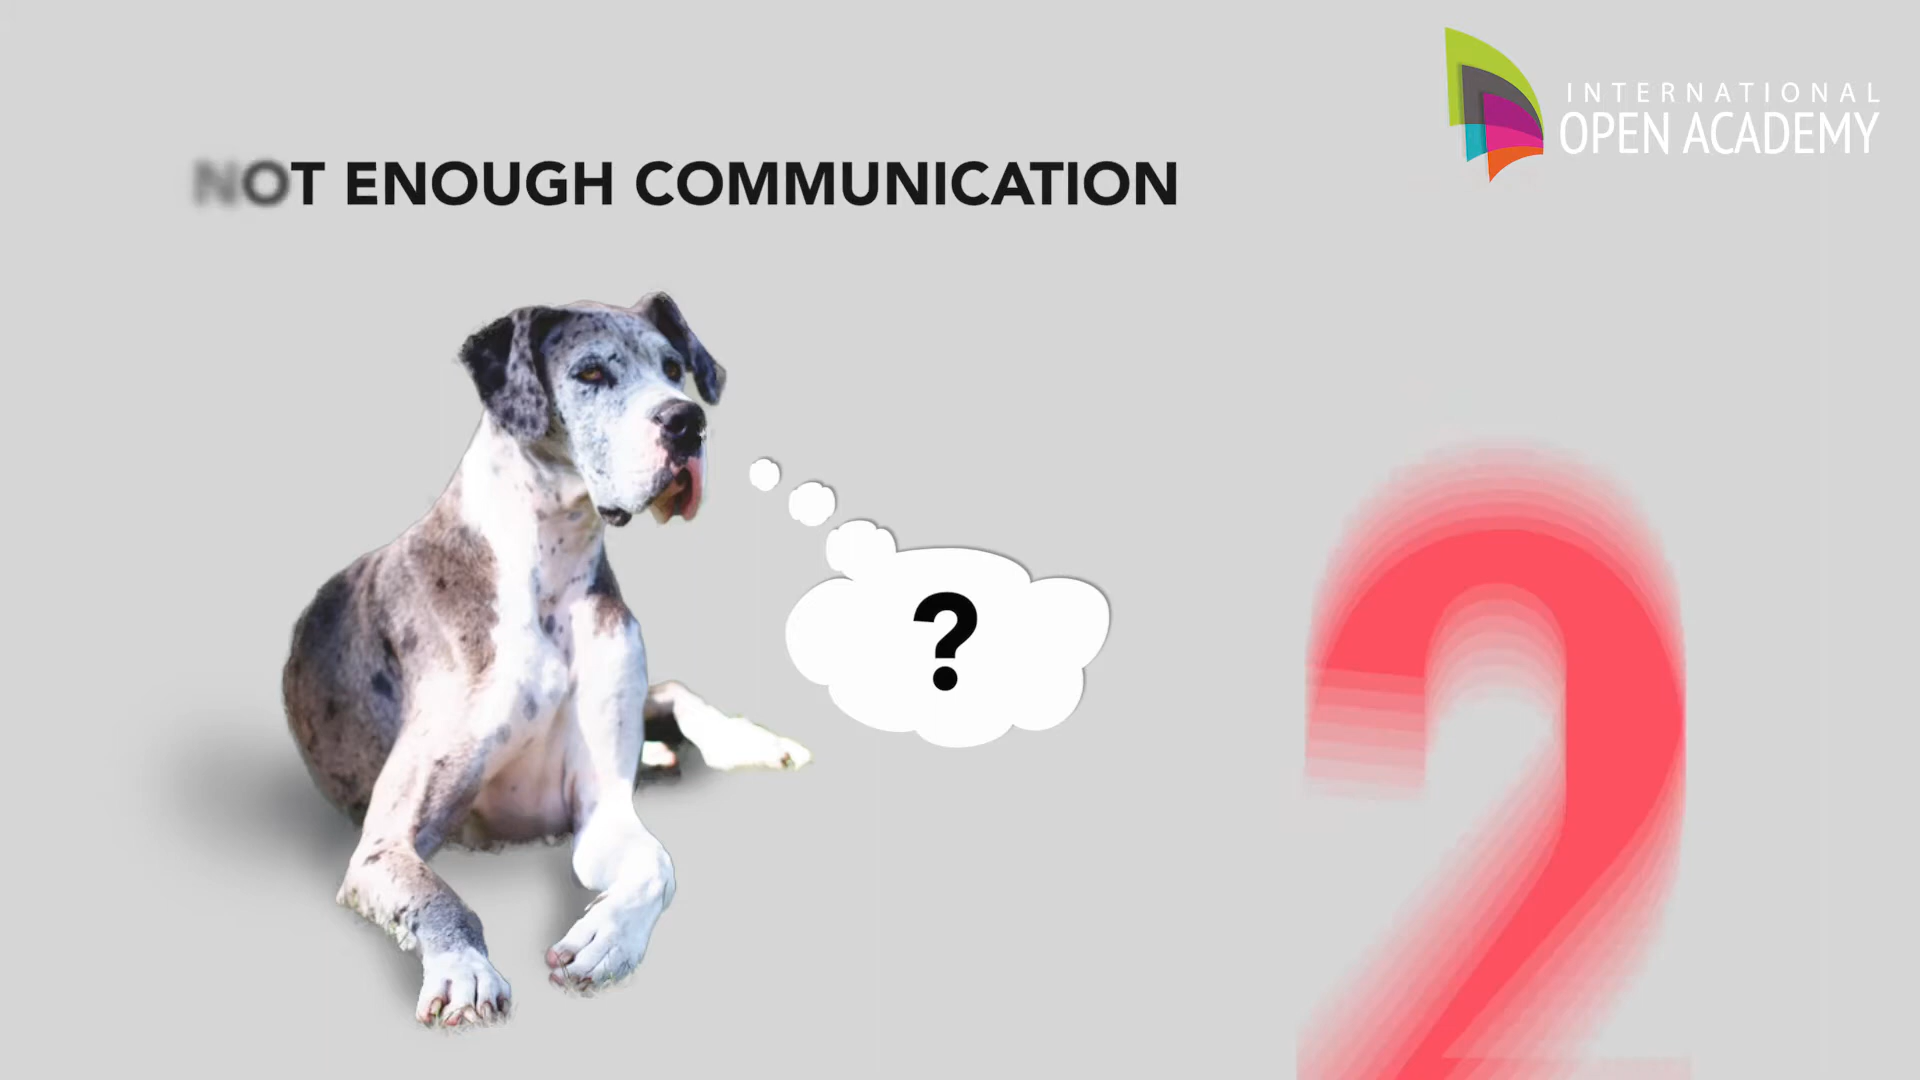 INTERNATIONAL
OPEN ACADEMY
NOT ENOUGH COMMUNICATION
?
2